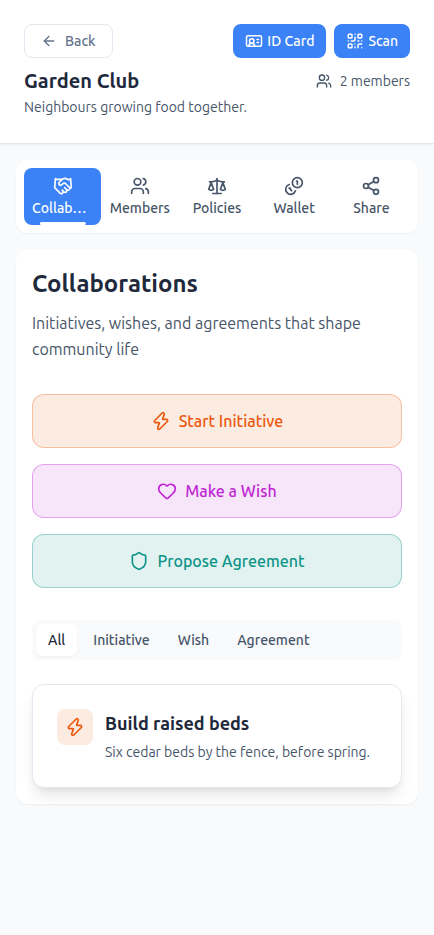 Back
ID Card
Scan
Garden Club
2 members
Neighbours growing food together.
Collab...
Members
Policies
Wallet
Share
Collaborations
Initiatives, wishes, and agreements that shape
community life
Start Initiative
Make a Wish
Propose Agreement
All
Initiative
Wish
Agreement
Build raised beds
Six cedar beds by the fence, before spring.